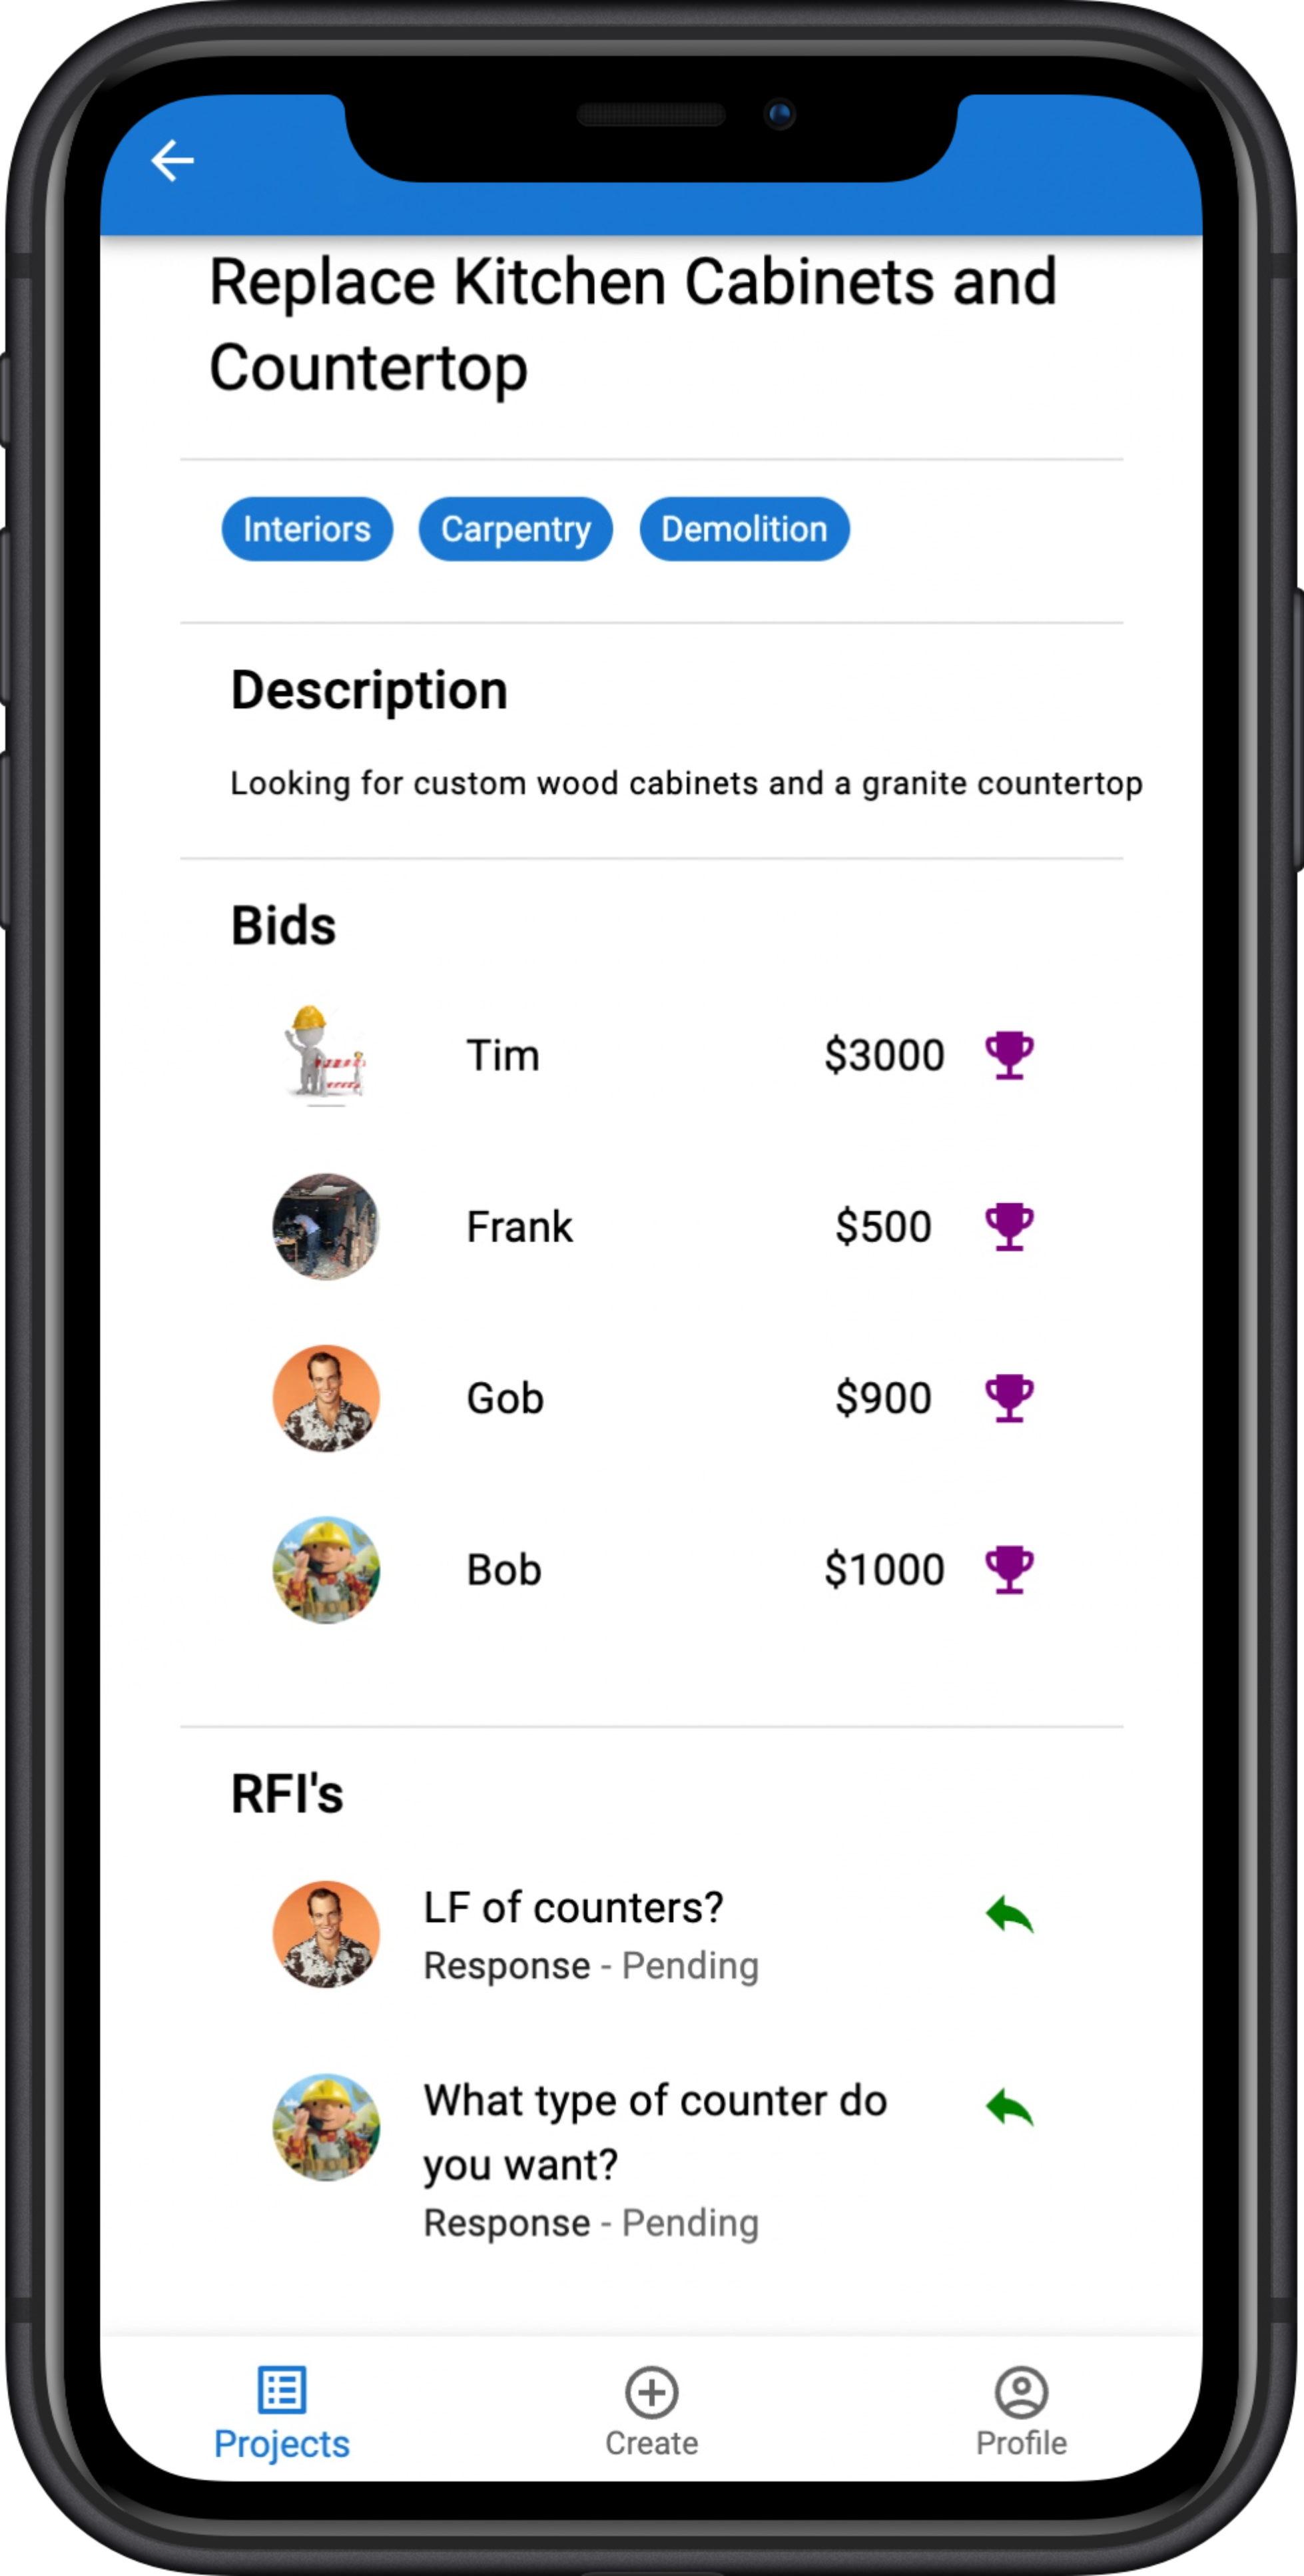 Replace Kitchen Cabinets and
Countertop
Interiors Carpentry Demolition
Description
Looking for custom wood cabinets and a granite countertop
Bids
Tim $3000
Frank $500
Gob $900
Bob $1000
RFI's
LF of counters?
Response - Pending
What type of counter do
you want?
Response - Pending
Projects Create Profile